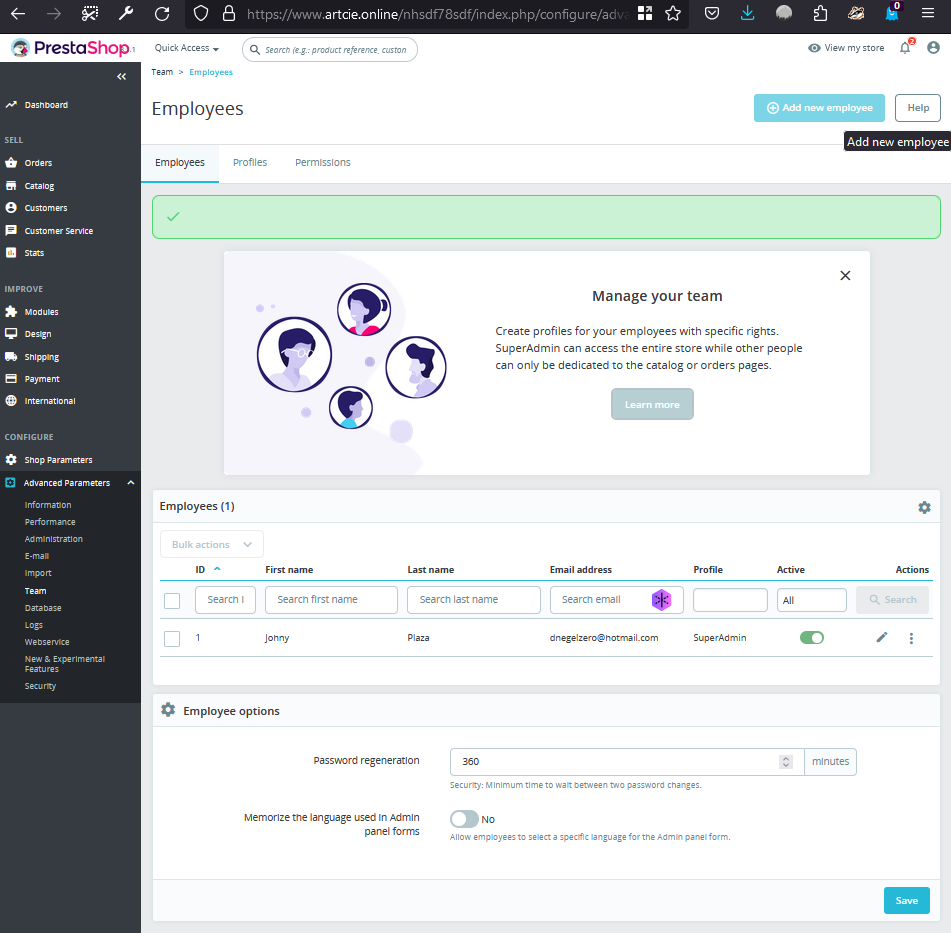 https://www.artcie.online/nhsdf78sdf/index.php/configure/adva
0
PrestaShop
Quick Access
Search (e.g.: product reference, custon
View my store
2
Team > Employees
Employees
Add new employee
Help
Add new employee
Dashboard
SELL
Orders
Catalog
Customers
Customer Service
Stats
IMPROVE
Modules
Design
Shipping
Payment
International
CONFIGURE
Shop Parameters
Advanced Parameters
Information
Performance
Administration
E-mail
Import
Team
Database
Logs
Webservice
New & Experimental
Features
Security
Employees
Profiles
Permissions
Manage your team
Create profiles for your employees with specific rights.
SuperAdmin can access the entire store while other people
can only be dedicated to the catalog or orders pages.
Learn more
Employees (1)
Bulk actions
ID First name Last name Email address Profile Active Actions
Search I Search first name Search last name Search email All Search
1 Johny Plaza dnegelzero@hotmail.com SuperAdmin
Employee options
Password regeneration 360 minutes
Security: Minimum time to wait between two password changes.
Memorize the language used in Admin
panel forms
No
Allow employees to select a specific language for the Admin panel form.
Save